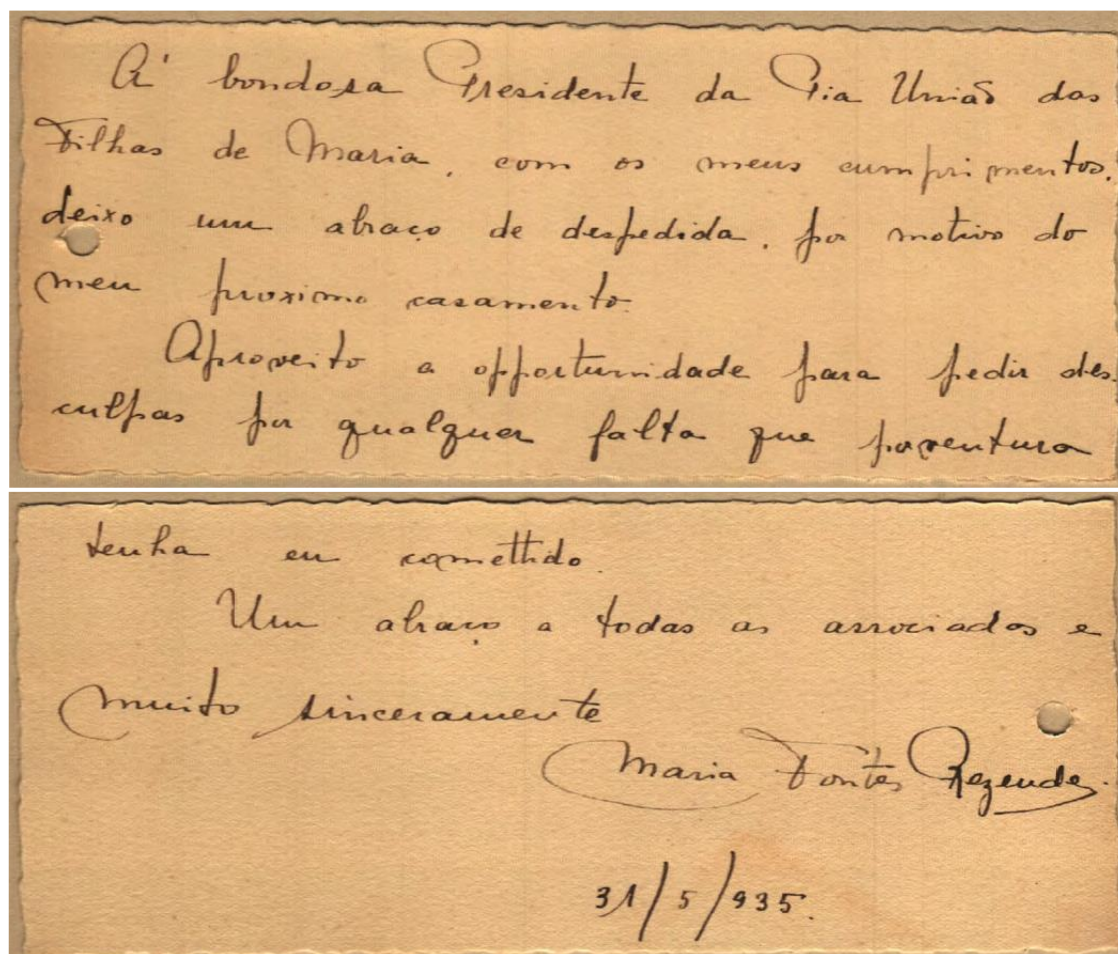 A' bondosa Presidente da Pia União das
Filhas de Maria, com os meus cumprimentos,
deixo um abraço de despedida, por motivo do
meu proximo casamento.
Aproveito a opportunidade para pedir des-
culpas por qualquer falta que porventura
tenha eu comettido.
Um abraço a todas as associadas e
muito sinceramente
Maria Fontes Rezende.
31/5/935.